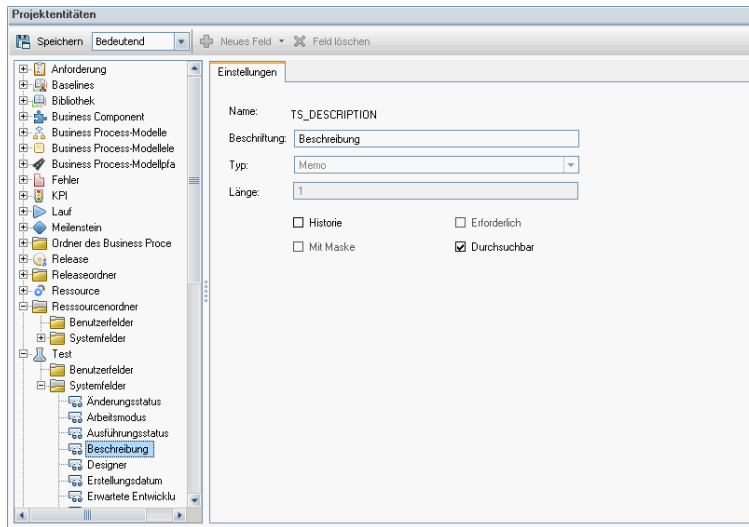 Projektentitäten
Speichern Bedeutend Neues Feld Feld löschen
Anforderung
Baselines
Bibliothek
Business Component
Business Process-Modelle
Business Process-Modellele
Business Process-Modellpfa
Fehler
KPI
Lauf
Meilenstein
Ordner des Business Proce
Release
Releaseordner
Ressource
Resssourcenordner
Benutzerfelder
Systemfelder
Test
Benutzerfelder
Systemfelder
Änderungsstatus
Arbeitsmodus
Ausführungsstatus
Beschreibung
Designer
Erstellungsdatum
Erwartete Entwicklu
Einstellungen
Name: TS_DESCRIPTION
Beschriftung: Beschreibung
Typ: Memo
Länge: 1
Historie Erforderlich
Mit Maske Durchsuchbar